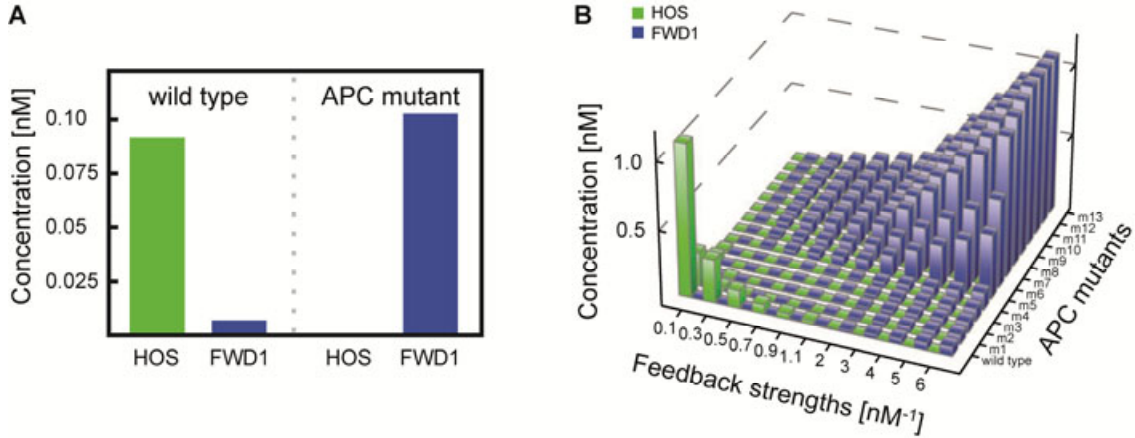 A
wild type
APC mutant
Concentration [nM]
0.10
0.075
0.05
0.025
HOS
FWD1
HOS
FWD1
B
HOS
FWD1
Concentration [nM]
1.0
0.5
0.1
0.3
0.5
0.7
0.9
1.1
2
3
4
5
6
Feedback strengths [nM⁻¹]
m13
m12
m11
m10
m9
m8
m7
m6
m5
m4
m3
m2
m1
wild type
APC mutants